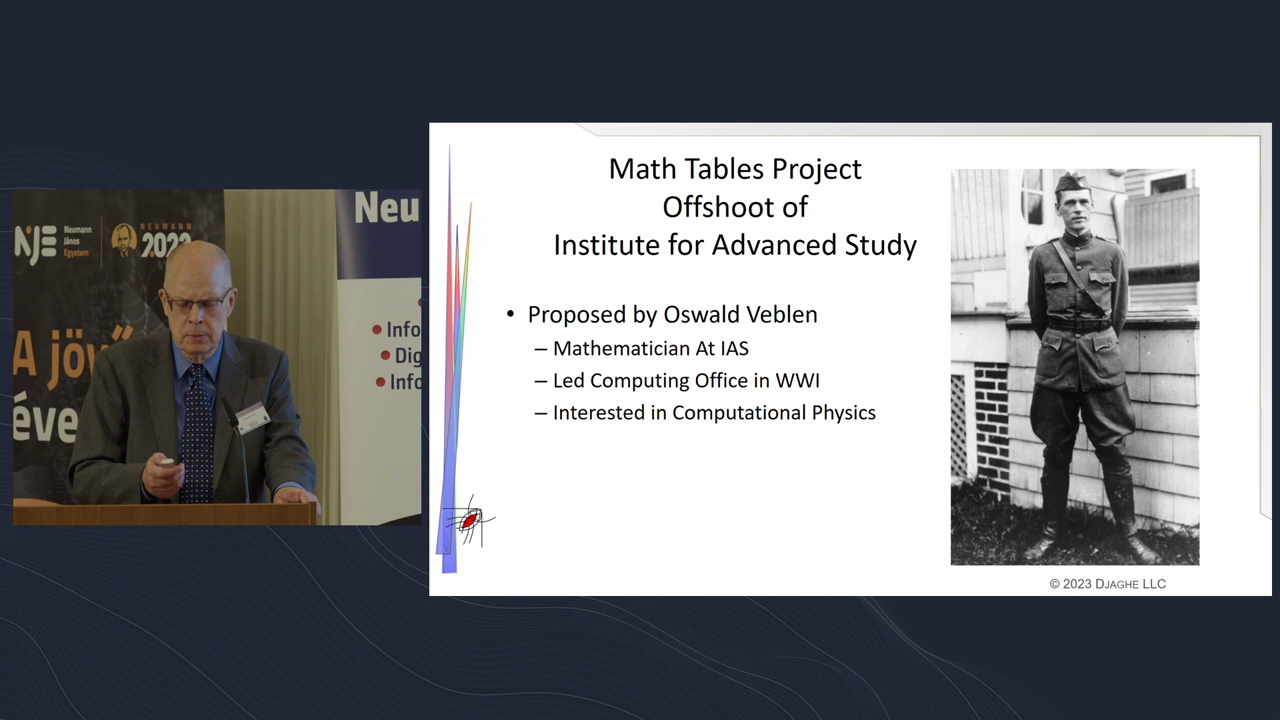 NJE
Neumann
János
Egyetem
NEUMANN
2023
A jöv
éve
Neu
Info
Dig
Info
Math Tables Project
Offshoot of
Institute for Advanced Study
• Proposed by Oswald Veblen
– Mathematician At IAS
– Led Computing Office in WWI
– Interested in Computational Physics
© 2023 DJAGHE LLC